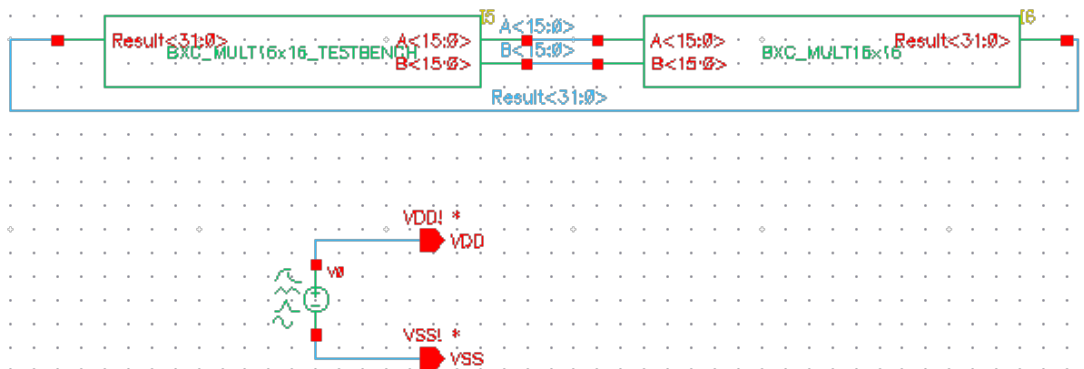 I5
I6
A<15:0>
Result<31:0>
A<15:0>
A<15:0>
Result<31:0>
BXC_MULT16x16_TESTBENCH
B<15:0>
BXC_MULT16x16
B<15:0>
B<15:0>
Result<31:0>
VDD! *
VDD
V0
VSS! *
VSS